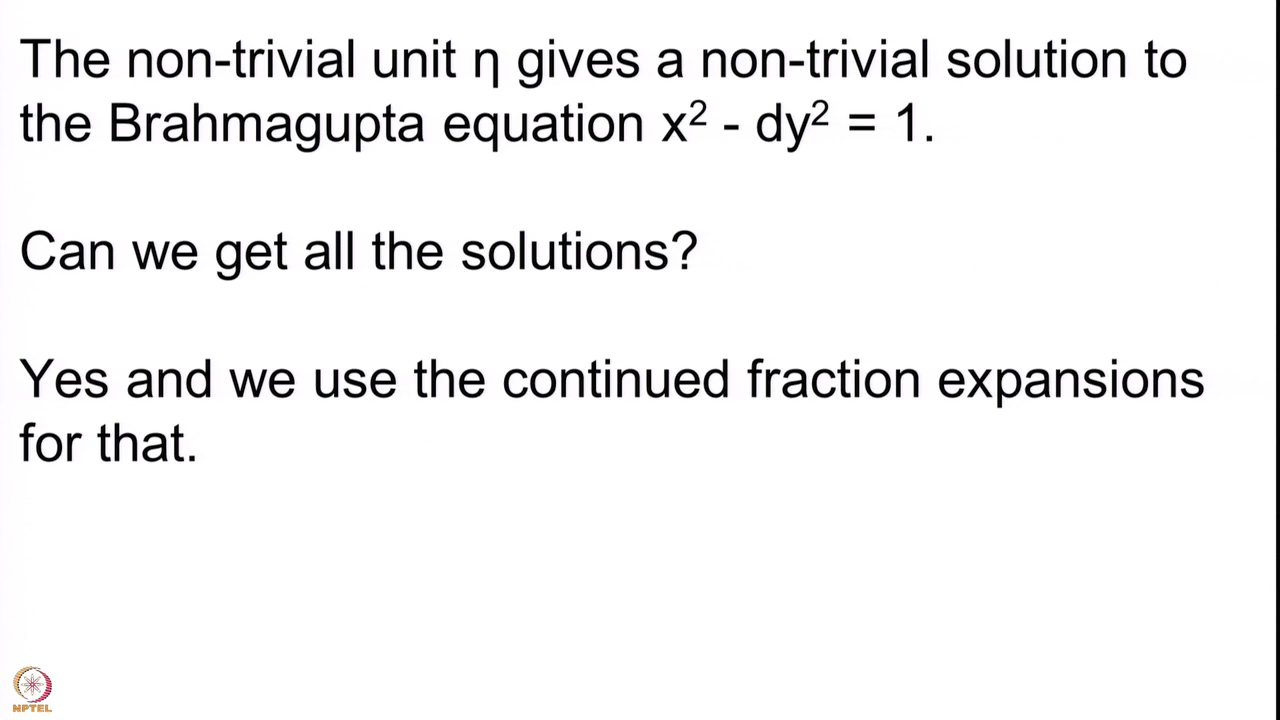 The non-trivial unit η gives a non-trivial solution to
the Brahmagupta equation x² - dy² = 1.
Can we get all the solutions?
Yes and we use the continued fraction expansions
for that.
NPTEL